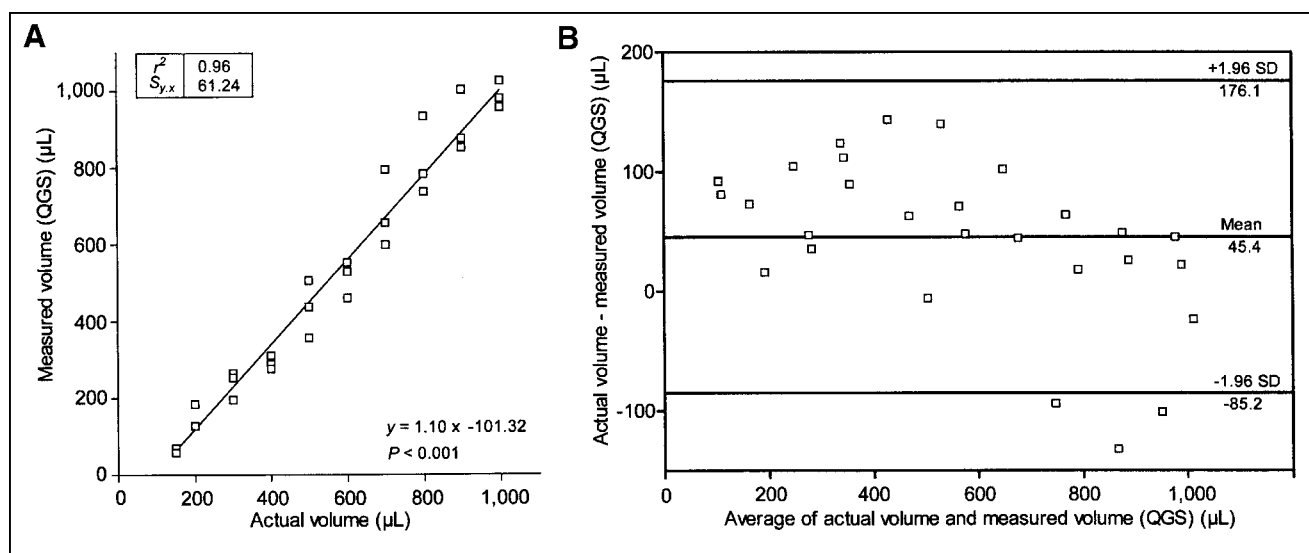 A
r² 0.96
Sy.x 61.24
Measured volume (QGS) (µL)
1,000
800
600
400
200
0
y = 1.10 x -101.32
P < 0.001
0 200 400 600 800 1,000
Actual volume (µL)
B
Actual volume - measured volume (QGS) (µL)
200
100
0
-100
+1.96 SD
176.1
Mean
45.4
-1.96 SD
-85.2
0 200 400 600 800 1,000
Average of actual volume and measured volume (QGS) (µL)